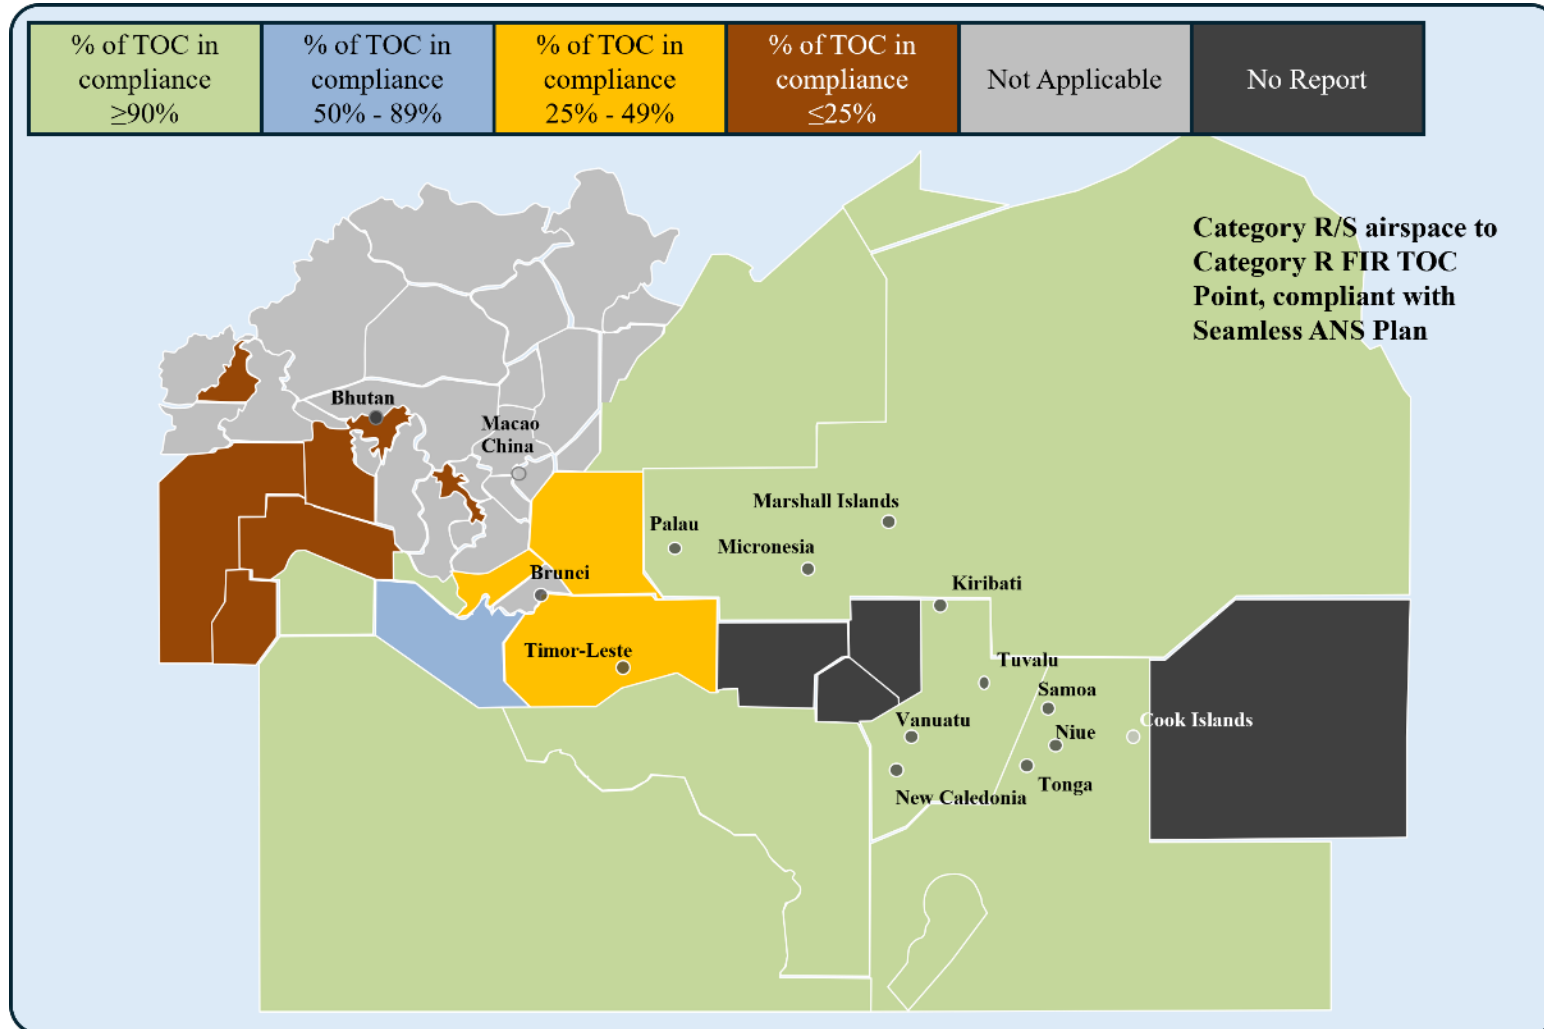 % of TOC in
compliance
≥90%
% of TOC in
compliance
50% - 89%
% of TOC in
compliance
25% - 49%
% of TOC in
compliance
≤25%
Not Applicable
No Report
Category R/S airspace to
Category R FIR TOC
Point, compliant with
Seamless ANS Plan
Bhutan
Macao
China
Marshall Islands
Palau
Micronesia
Brunei
Kiribati
Timor-Leste
Tuvalu
Samoa
Vanuatu
Niue
Cook Islands
Tonga
New Caledonia